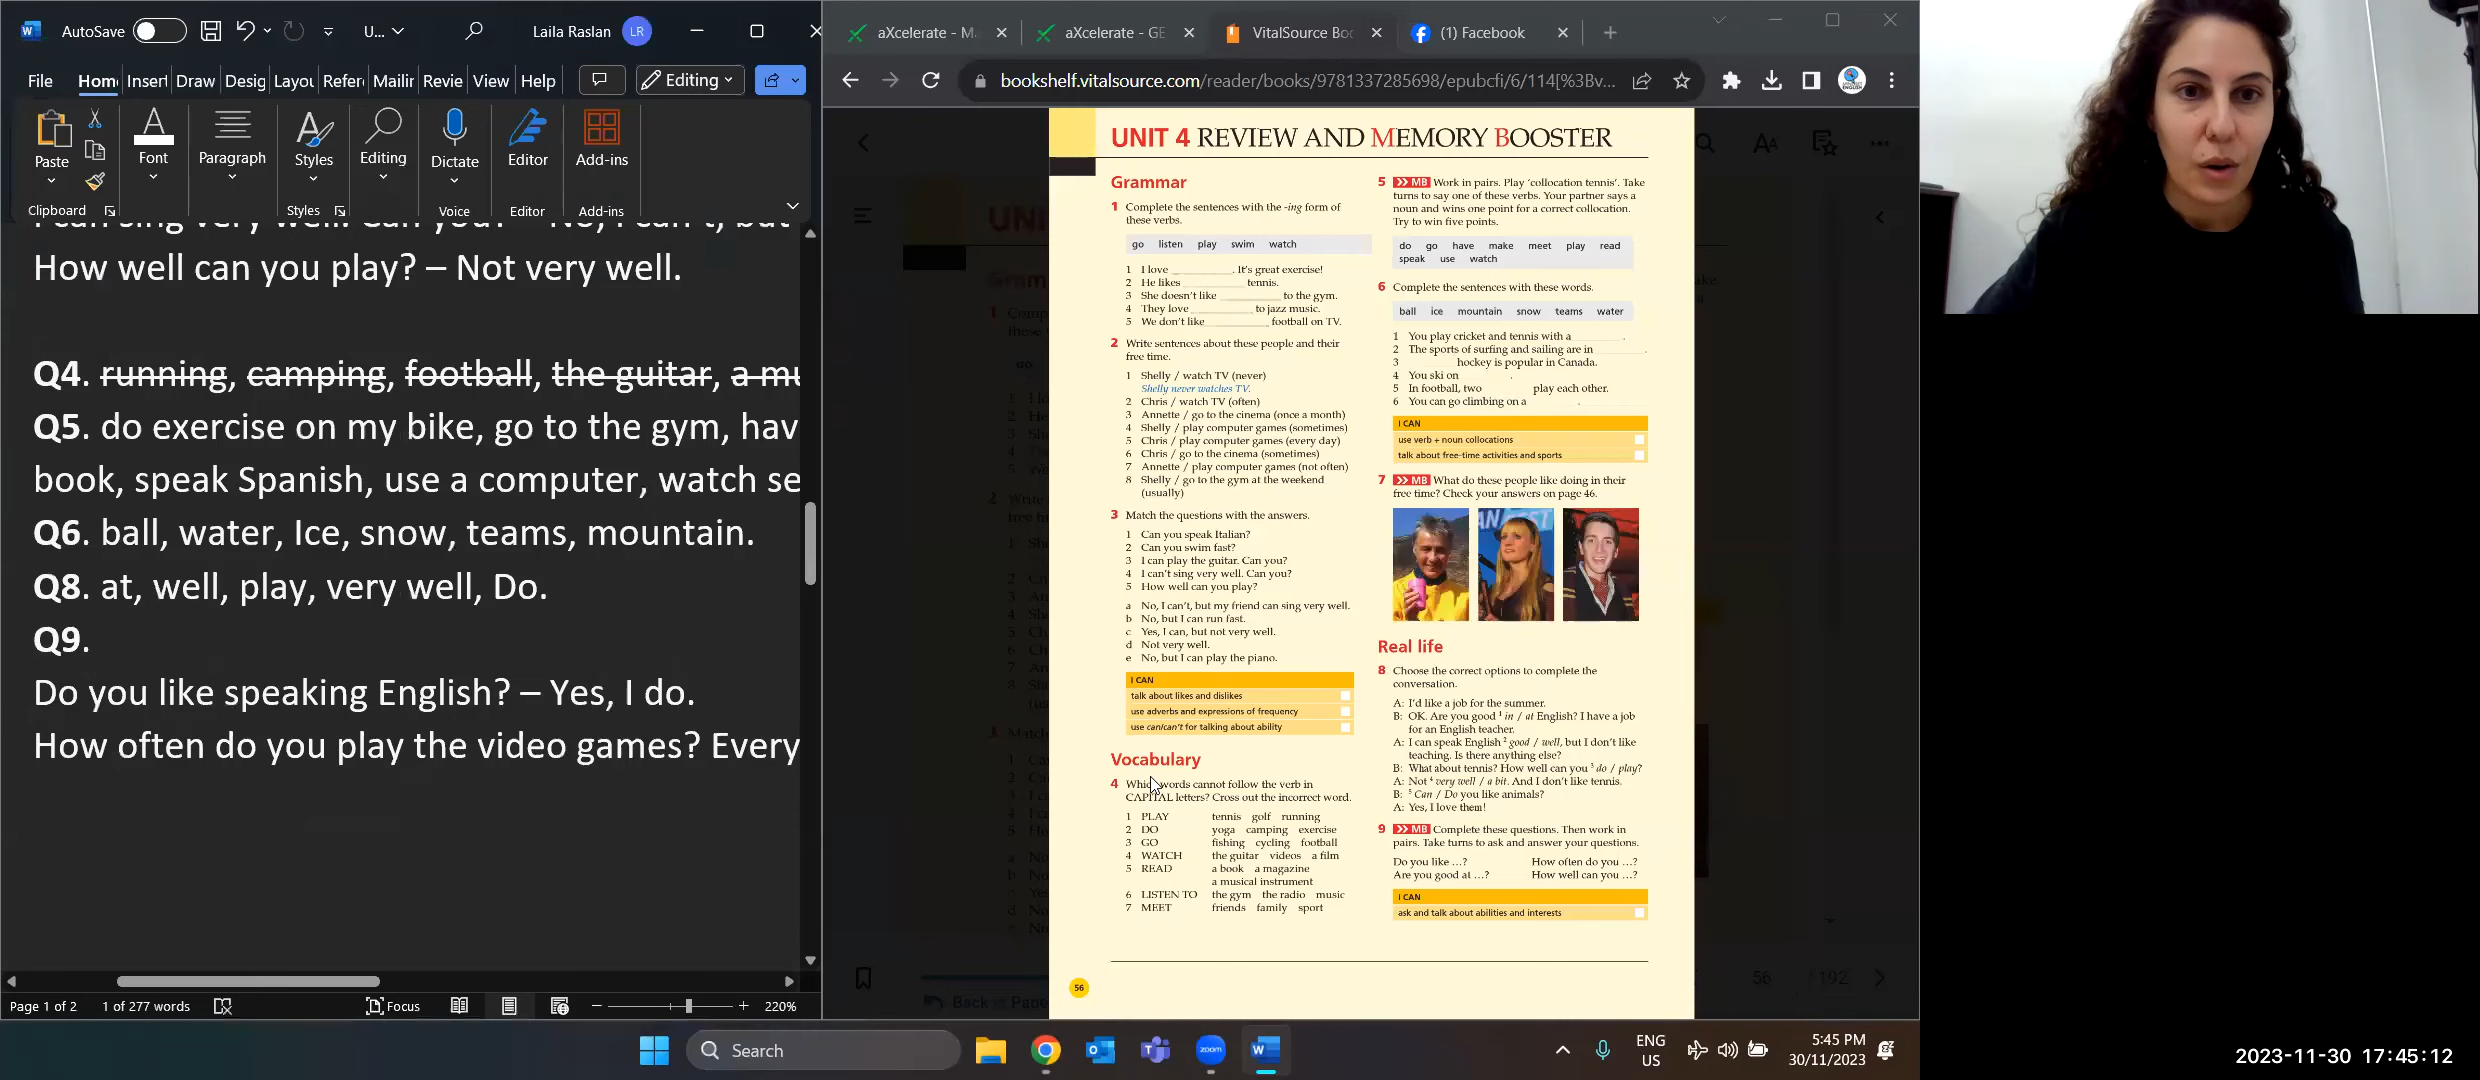 AutoSave
U...
Laila Raslan
LR
File Home Insert Draw Desig Layou Refer Mailin Revie View Help
Editing
Paste
Font
Paragraph
Styles
Editing
Dictate
Editor
Add-ins
Clipboard
Styles
Voice
Editor
Add-ins
How well can you play? – Not very well.
Q4. running, camping, football, the guitar, a mu
Q5. do exercise on my bike, go to the gym, hav
book, speak Spanish, use a computer, watch se
Q6. ball, water, Ice, snow, teams, mountain.
Q8. at, well, play, very well, Do.
Q9.
Do you like speaking English? – Yes, I do.
How often do you play the video games? Every
Page 1 of 2 1 of 277 words
Focus
220%
aXcelerate - M
aXcelerate - GE
VitalSource Boo
(1) Facebook
bookshelf.vitalsource.com/reader/books/9781337285698/epubcfi/6/114[%3Bv...
UNIT 4 REVIEW AND MEMORY BOOSTER
Grammar
1 Complete the sentences with the -ing form of
these verbs.
go listen play swim watch
1 I love ________. It's great exercise!
2 He likes ________ tennis.
3 She doesn't like ________ to the gym.
4 They love ________ to jazz music.
5 We don't like ________ football on TV.
2 Write sentences about these people and their
free time.
1 Shelly / watch TV (never)
Shelly never watches TV.
2 Chris / watch TV (often)
3 Annette / go to the cinema (once a month)
4 Shelly / play computer games (sometimes)
5 Chris / play computer games (every day)
6 Chris / go to the cinema (sometimes)
7 Annette / play computer games (not often)
8 Shelly / go to the gym at the weekend
(usually)
3 Match the questions with the answers.
1 Can you speak Italian?
2 Can you swim fast?
3 I can play the guitar. Can you?
4 I can't sing very well. Can you?
5 How well can you play?
a No, I can't, but my friend can sing very well.
b No, but I can run fast.
c Yes, I can, but not very well.
d Not very well.
e No, but I can play the piano.
I CAN
talk about likes and dislikes
use adverbs and expressions of frequency
use can/can't for talking about ability
Vocabulary
4 Which words cannot follow the verb in
CAPITAL letters? Cross out the incorrect word.
1 PLAY tennis golf running
2 DO yoga camping exercise
3 GO fishing cycling football
4 WATCH the guitar videos a film
5 READ a book a magazine
a musical instrument
6 LISTEN TO the gym the radio music
7 MEET friends family sport
5 >> MB Work in pairs. Play 'collocation tennis'. Take
turns to say one of these verbs. Your partner says a
noun and wins one point for a correct collocation.
Try to win five points.
do go have make meet play read
speak use watch
6 Complete the sentences with these words.
ball ice mountain snow teams water
1 You play cricket and tennis with a ________.
2 The sports of surfing and sailing are in ________.
3 ________ hockey is popular in Canada.
4 You ski on ________.
5 In football, two ________ play each other.
6 You can go climbing on a ________.
I CAN
use verb + noun collocations
talk about free-time activities and sports
7 >> MB What do these people like doing in their
free time? Check your answers on page 46.
Real life
8 Choose the correct options to complete the
conversation.
A: I'd like a job for the summer.
B: OK. Are you good 1 in / at English? I have a job
for an English teacher.
A: I can speak English 2 good / well, but I don't like
teaching. Is there anything else?
B: What about tennis? How well can you 3 do / play?
A: Not 4 very well / a bit. And I don't like tennis.
B: 5 Can / Do you like animals?
A: Yes, I love them!
9 >> MB Complete these questions. Then work in
pairs. Take turns to ask and answer your questions.
Do you like …? How often do you …?
Are you good at …? How well can you …?
I CAN
ask and talk about abilities and interests
56
56 192
Search
zoom
ENG
US
5:45 PM
30/11/2023
2023-11-30 17:45:12